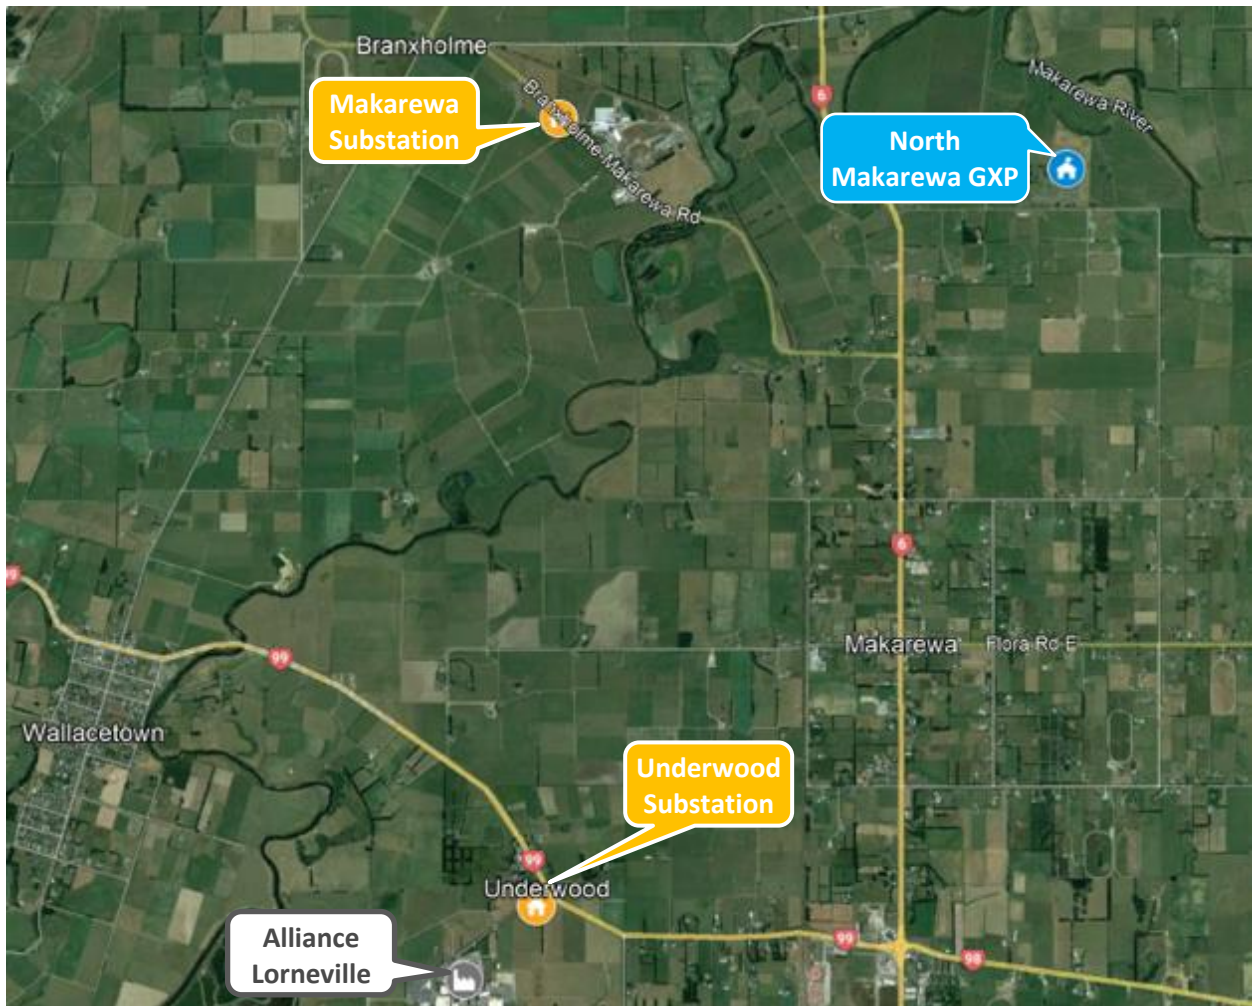 Branxholme
Makarewa
Substation
Branxholme-Makarewa Rd
6
Makarewa River
North
Makarewa GXP
6
99
Makarewa
Flora Rd E
99
Wallacetown
Underwood
Substation
99
Underwood
Alliance
Lorneville
99
98